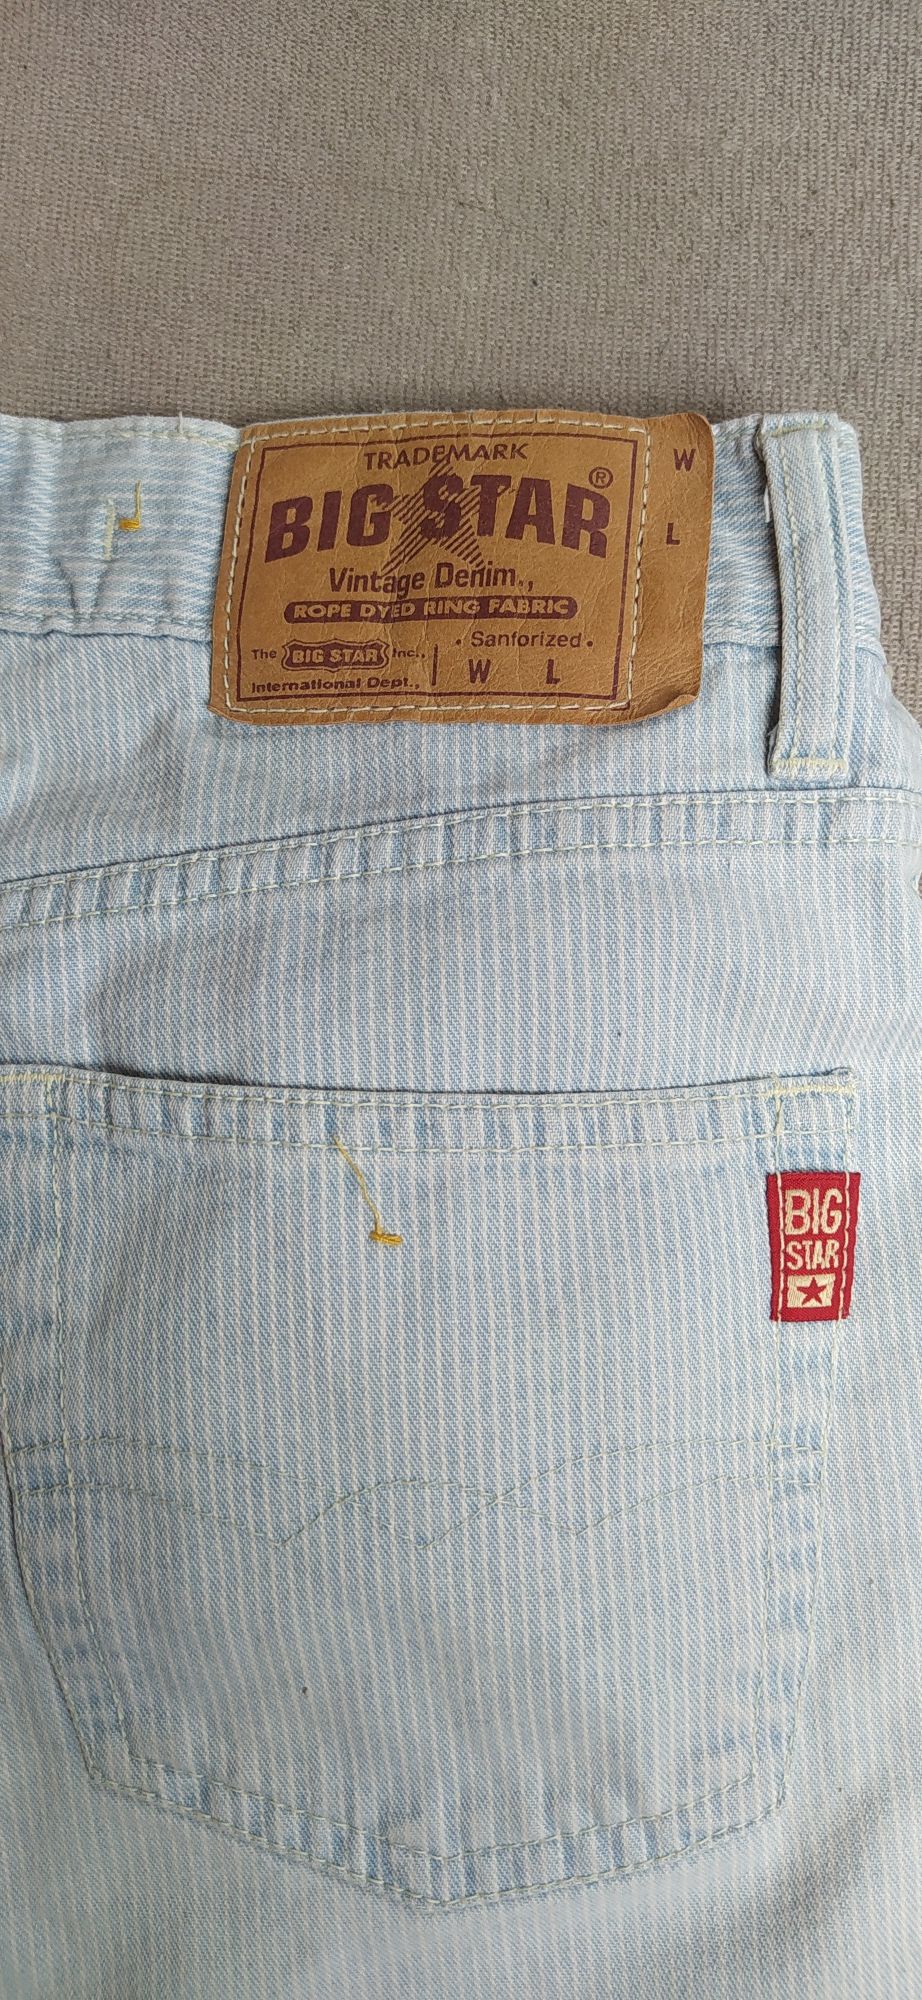 TRADEMARK
BIG STAR ®
Vintage Denim.,
ROPE DYED RING FABRIC
• Sanforized •
The BIG STAR Inc.,
International Dept.,
W L
W
L
BIG
STAR